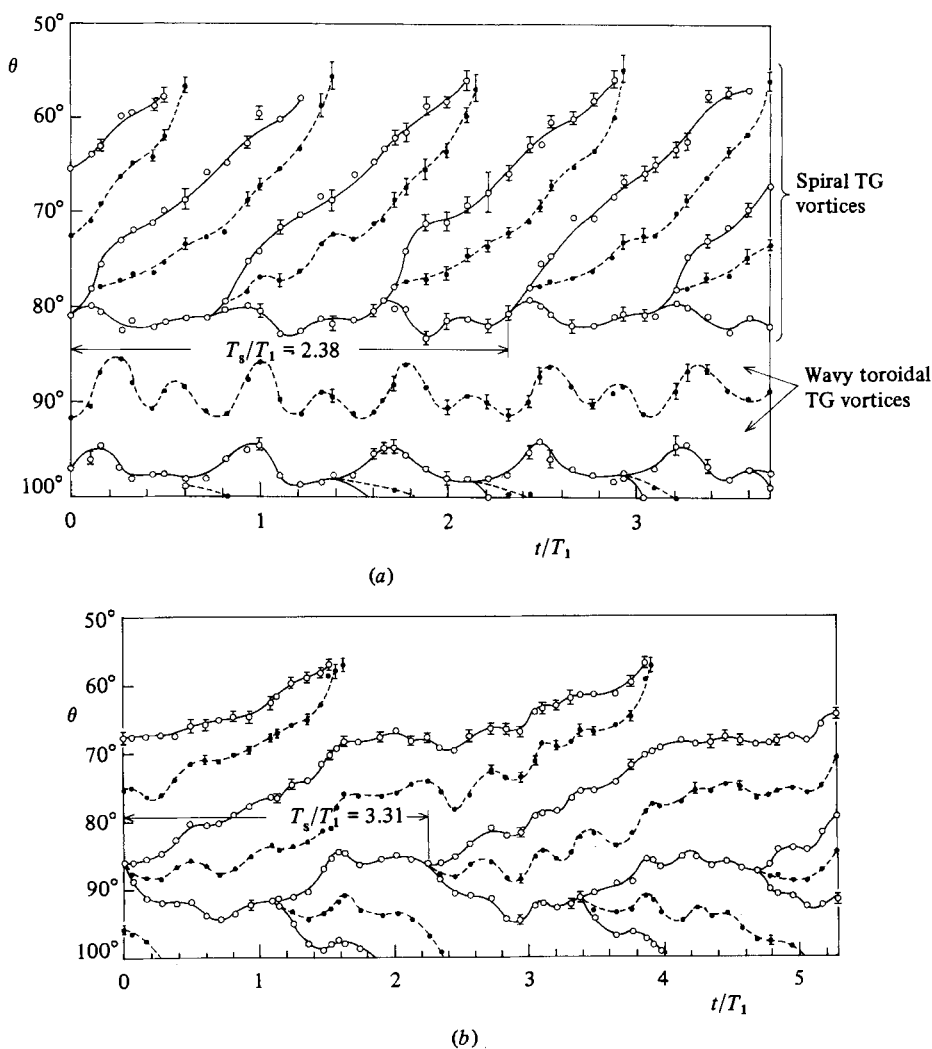 50°
θ
60°
70°
80°
90°
100°
Spiral TG
vortices
T_s/T_1 = 2.38
Wavy toroidal
TG vortices
0 1 2 3
t/T_1
(a)
50°
60°
θ
70°
80°
90°
100°
T_s/T_1 = 3.31
0 1 2 3 4 5
t/T_1
(b)